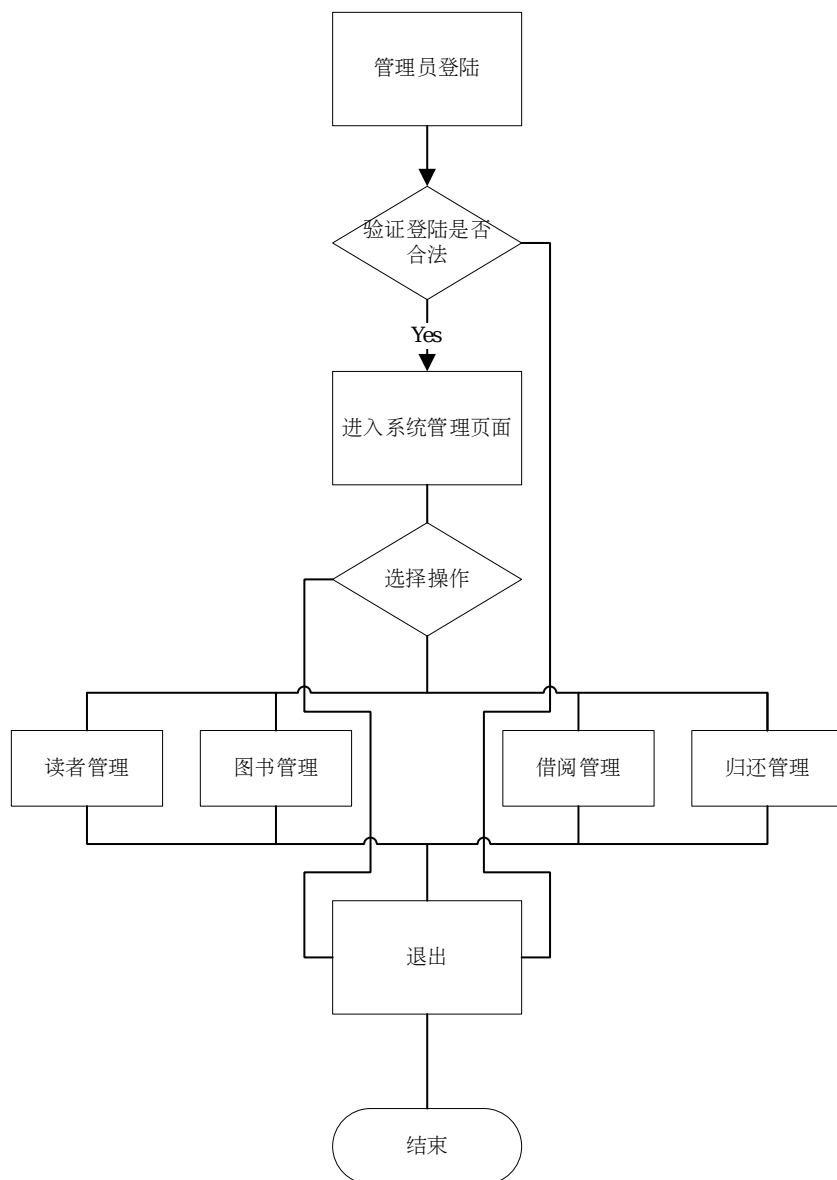 管理员登陆
验证登陆是否
合法
Yes
进入系统管理页面
选择操作
读者管理
图书管理
借阅管理
归还管理
退出
结束